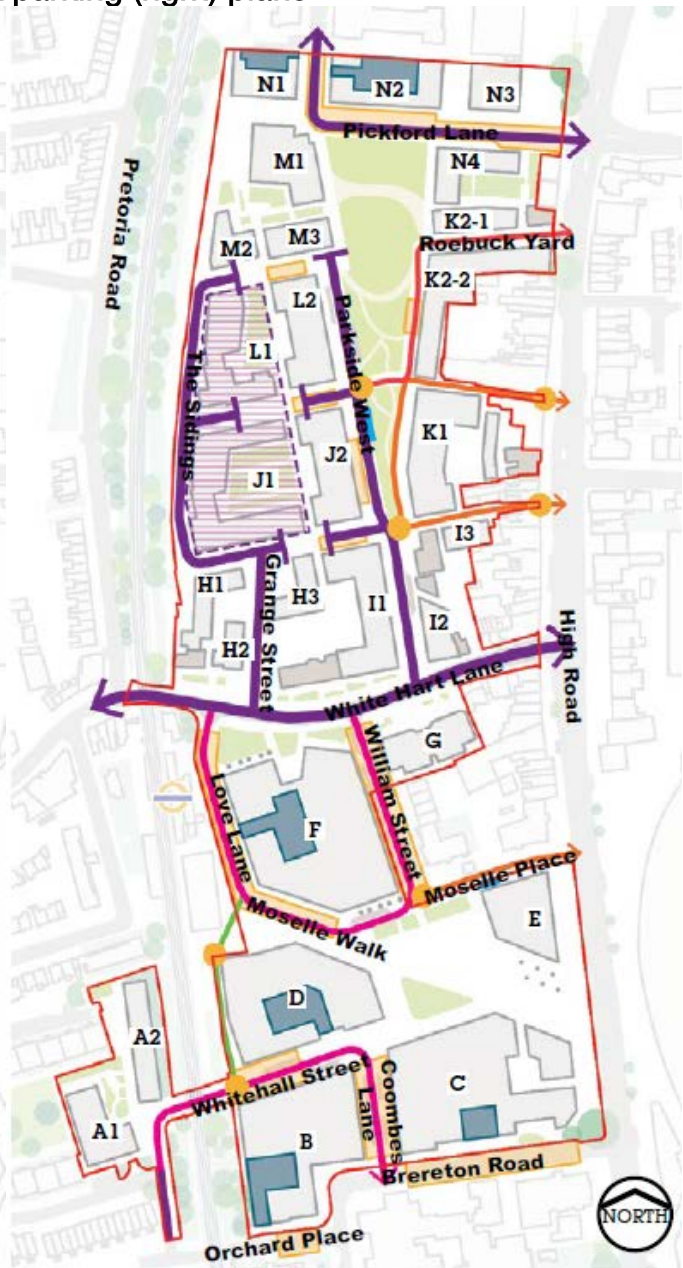 parking (right) plans
N1
N2
N3
Pickford Lane
M1
N4
Pretoria Road
K2-1
M2
M3
Roebuck Yard
K2-2
L2
Parkside West
L1
The Sidings
K1
J2
J1
I3
H1
Grange Street
H3
I1
I2
H2
High Road
White Hart Lane
G
William Street
Love Lane
F
Moselle Place
Moselle Walk
E
D
A2
Whitehall Street
Coombes
Lane
C
A1
B
Brereton Road
NORTH
Orchard Place